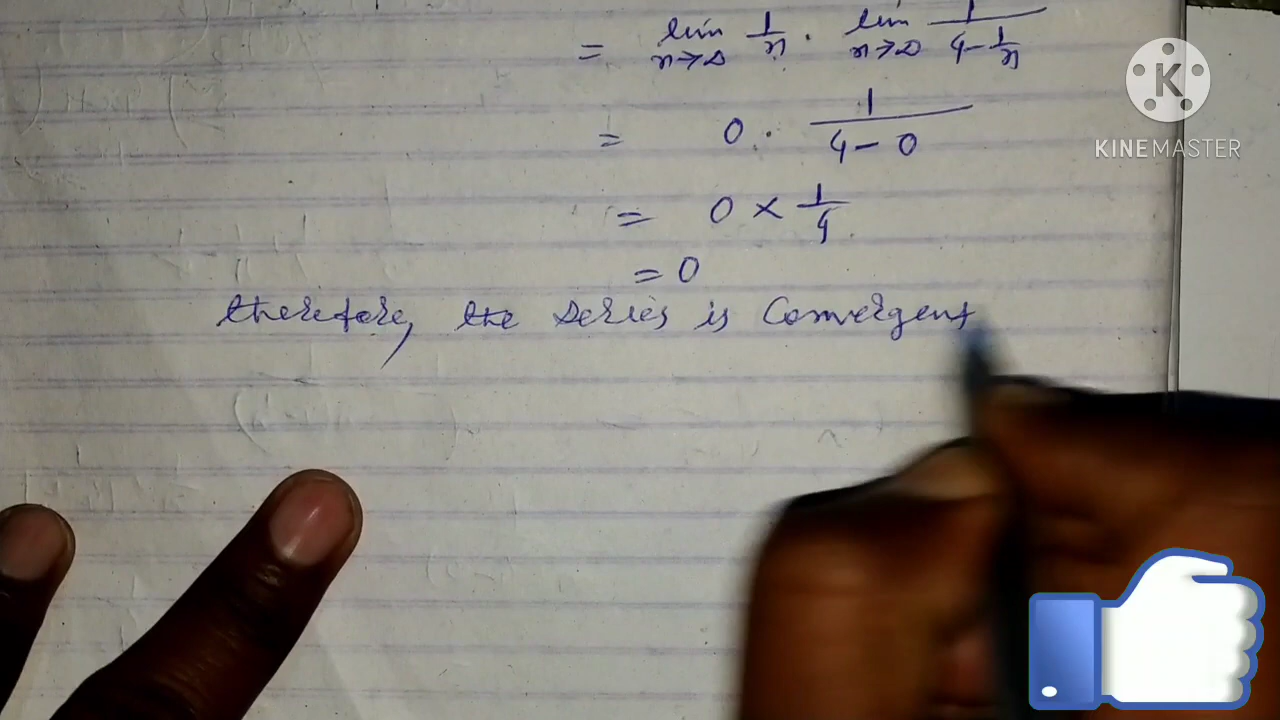 = lim n→∞ 1/n · lim n→∞ 1/(4 - 1/n)
= 0 · 1/(4 - 0)
= 0 × 1/4
= 0
therefore, the series is Convergent
K
KINEMASTER